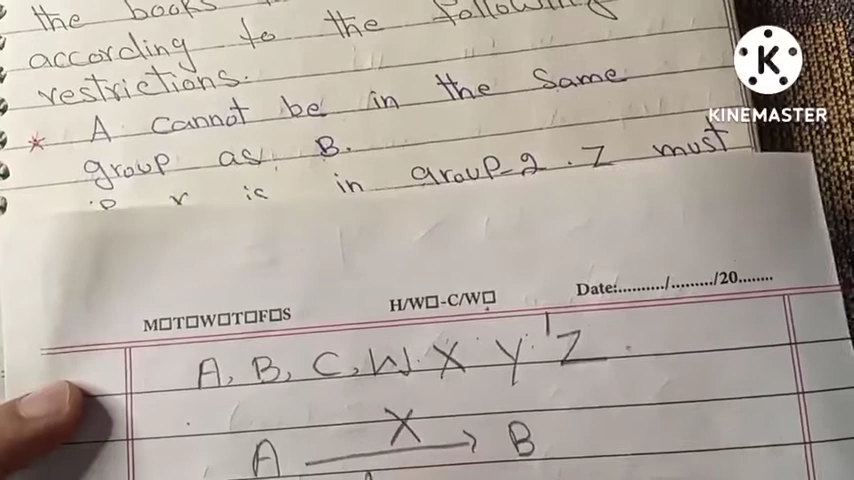 the books
according to the following
restrictions.
* A cannot be in the same
group as B.
is in group-2. Z must
K
KINEMASTER
M□T□W□T□F□S H/W□-C/W□ Date:........../........./20........
A, B, C, W X Y Z
A X→ B